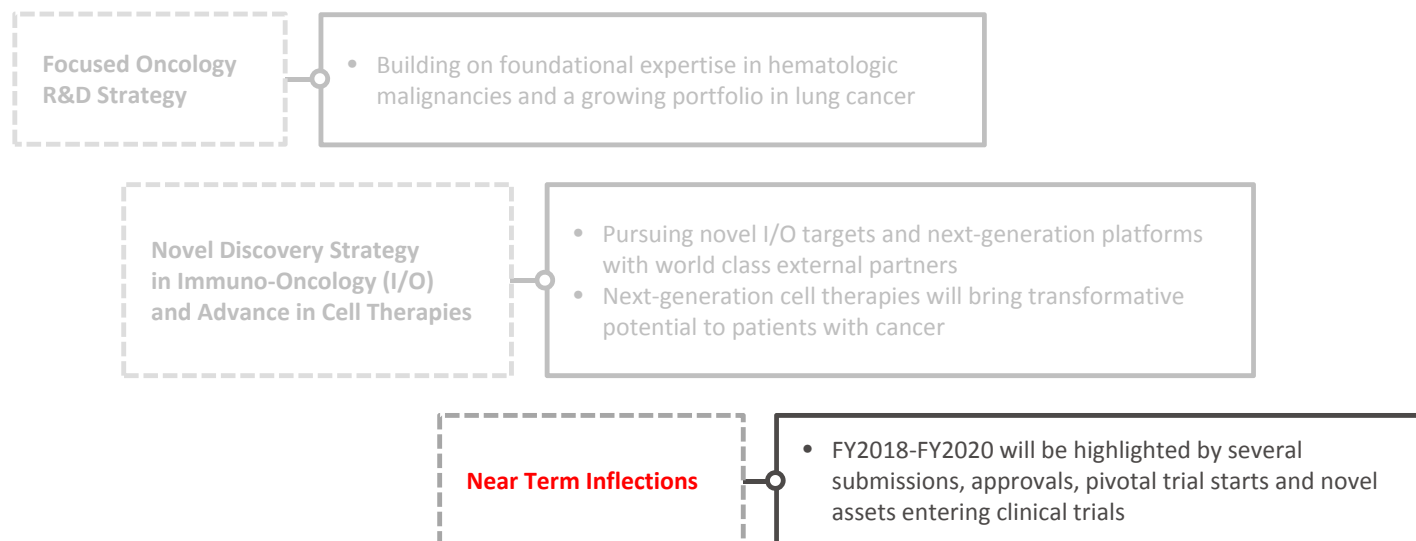 Focused Oncology
R&D Strategy
• Building on foundational expertise in hematologic
malignancies and a growing portfolio in lung cancer
Novel Discovery Strategy
in Immuno-Oncology (I/O)
and Advance in Cell Therapies
• Pursuing novel I/O targets and next-generation platforms
with world class external partners
• Next-generation cell therapies will bring transformative
potential to patients with cancer
Near Term Inflections
• FY2018-FY2020 will be highlighted by several
submissions, approvals, pivotal trial starts and novel
assets entering clinical trials